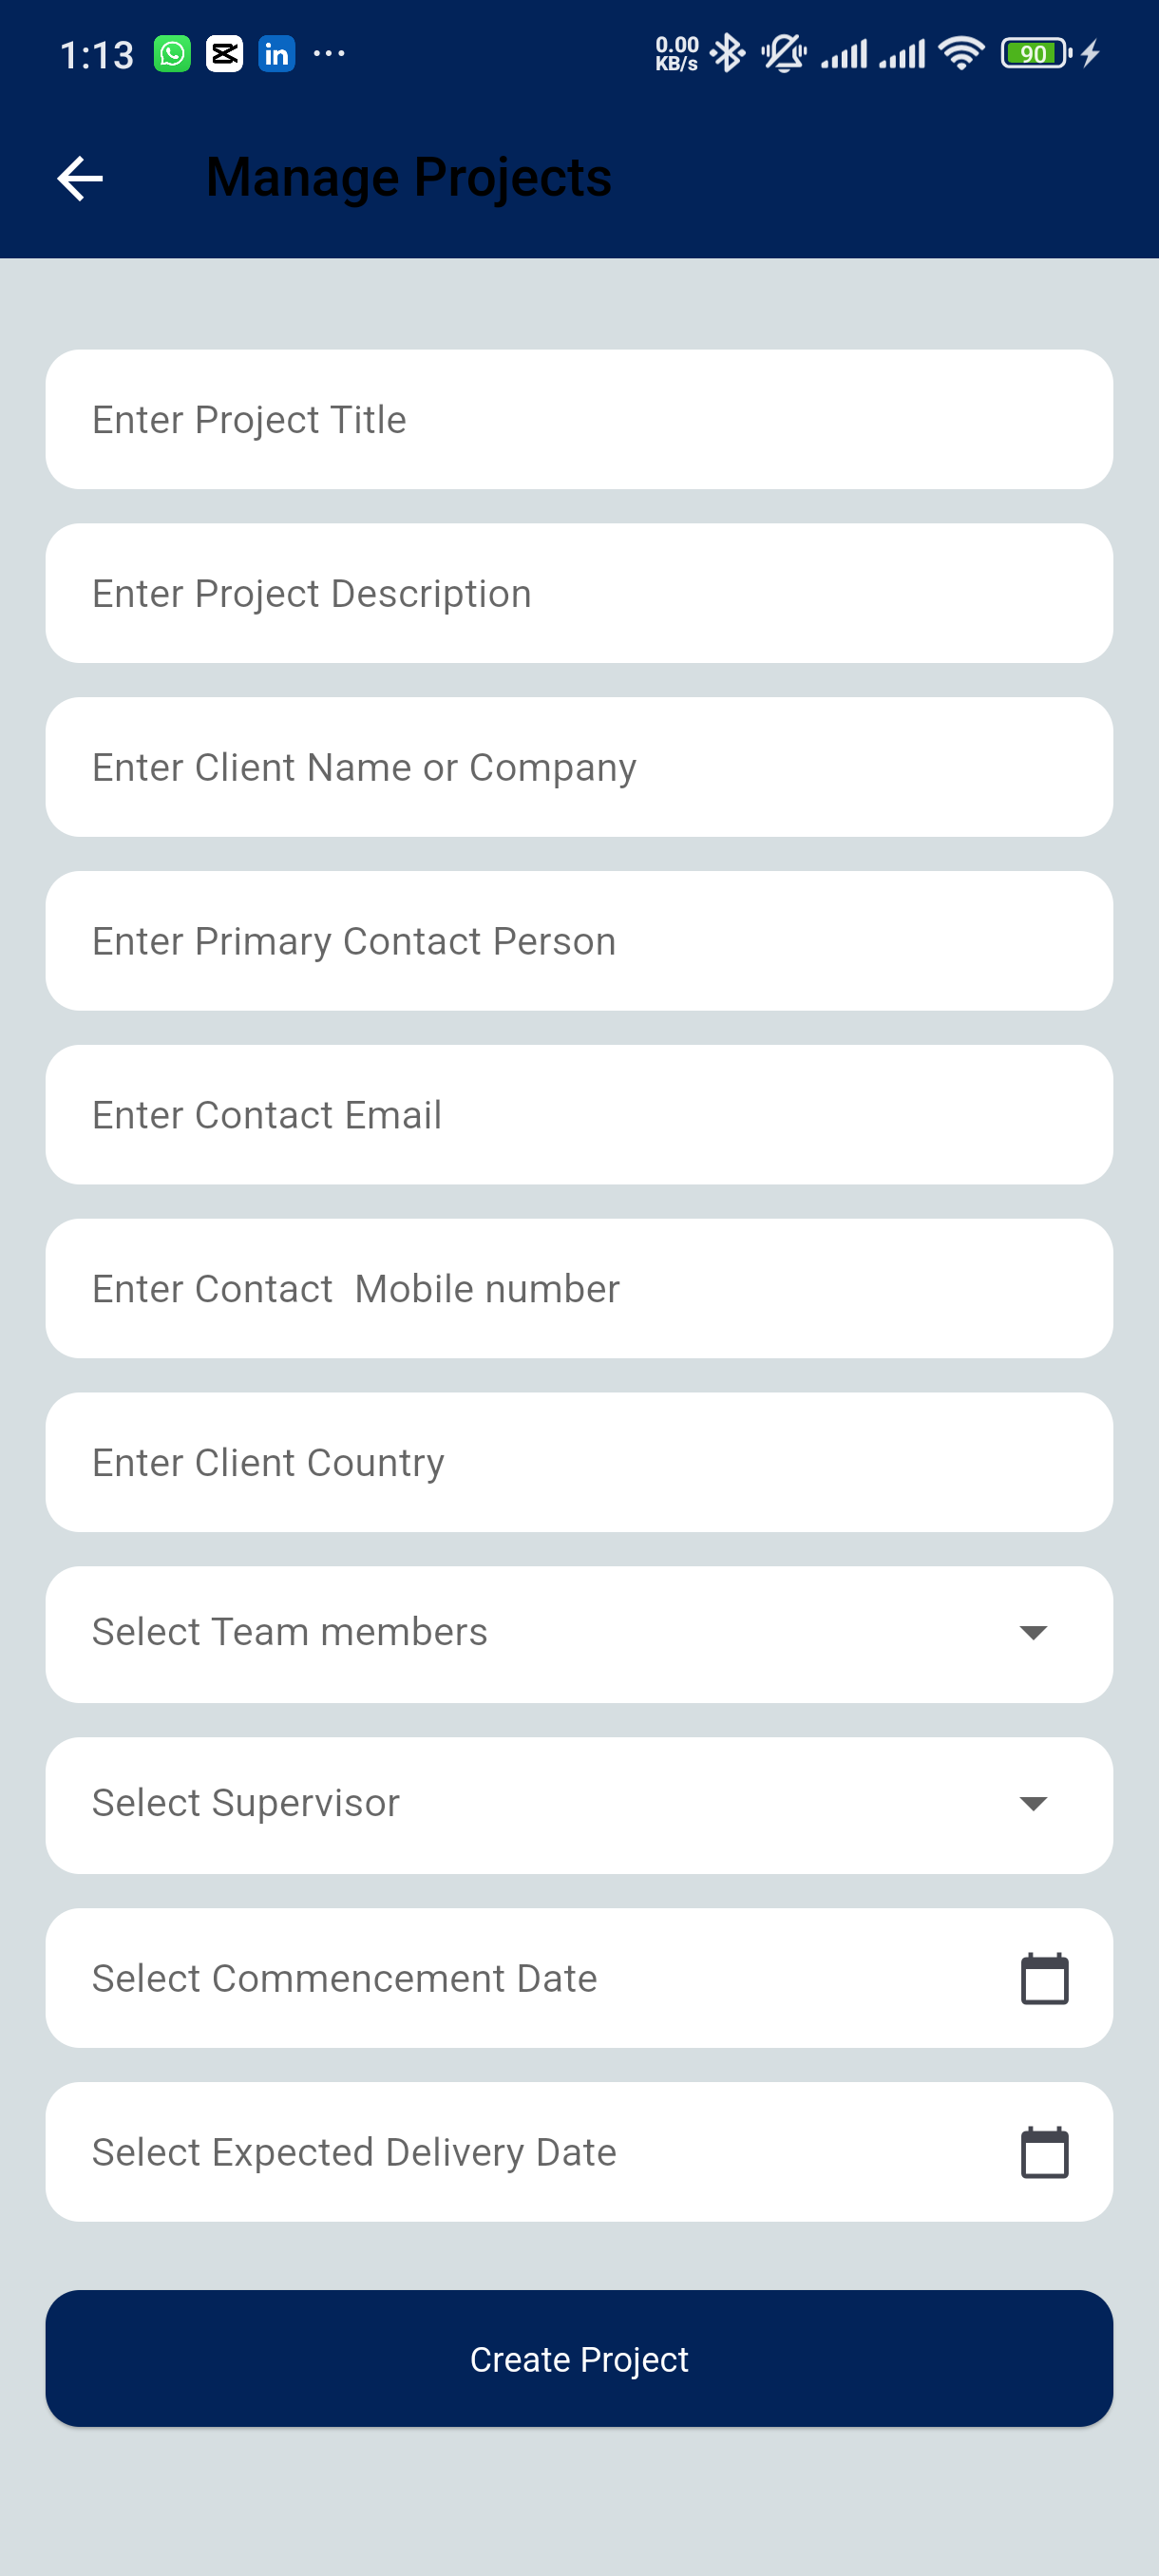 1:13 in ... 0.00 KB/s 90
Manage Projects
Enter Project Title
Enter Project Description
Enter Client Name or Company
Enter Primary Contact Person
Enter Contact Email
Enter Contact  Mobile number
Enter Client Country
Select Team members
Select Supervisor
Select Commencement Date
Select Expected Delivery Date
Create Project